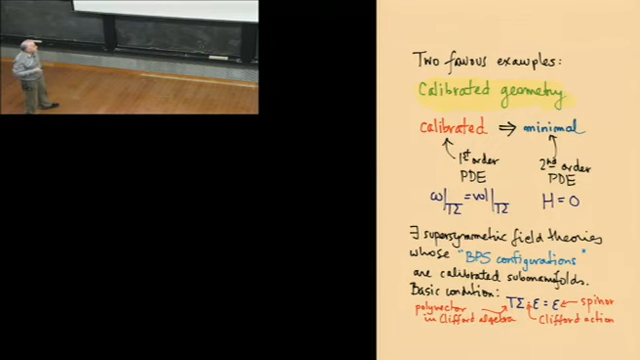 Two famous examples:
Calibrated geometry
calibrated ⇒ minimal
1st order
PDE
2nd order
PDE
ω|TΣ = vol|TΣ
H = 0
∃ supersymmetric field theories
whose "BPS configurations"
are calibrated submanifolds.
Basic condition:
TΣ · ε = ε ← spinor
polyvector
in Clifford algebra
Clifford action